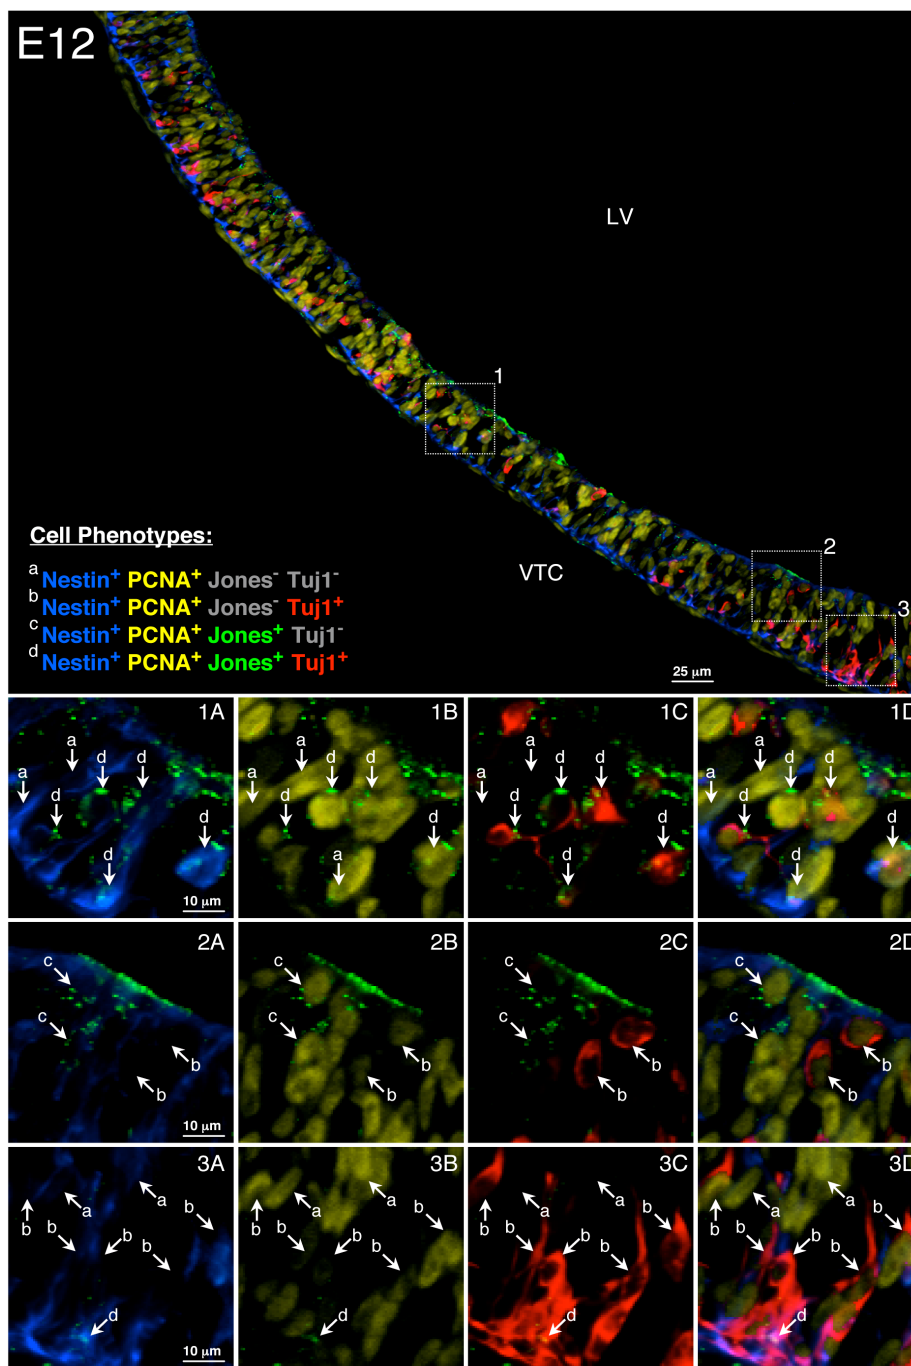 E12
LV
1
2
3
VTC
25 μm
Cell Phenotypes:
a Nestin+ PCNA+ Jones- Tuj1-
b Nestin+ PCNA+ Jones- Tuj1+
c Nestin+ PCNA+ Jones+ Tuj1-
d Nestin+ PCNA+ Jones+ Tuj1+
1A 1B 1C 1D
a a d d d d d
10 μm
a a d d d d a
a a d d d d d
a a d d d d d
2A 2B 2C 2D
c c b b
10 μm
c c b b
c c b b
c c b b
3A 3B 3C 3D
b a a b b b b d
10 μm
b a a b b b b d
b a a b b b b d
b a a b b b b d